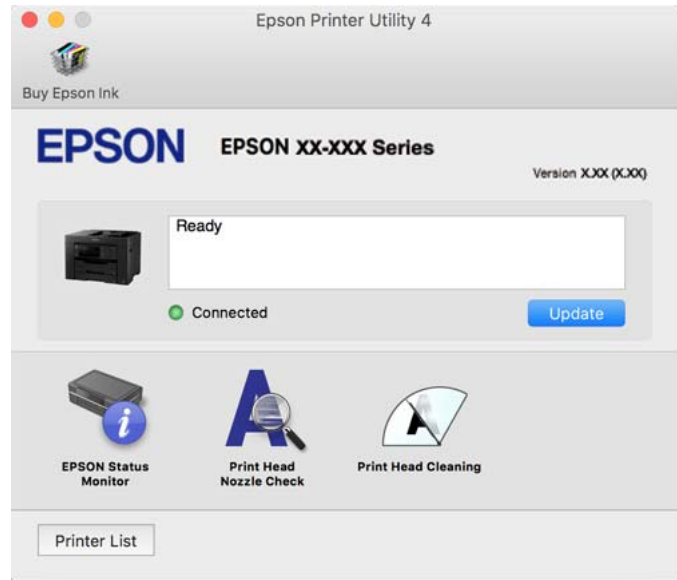 Epson Printer Utility 4
Buy Epson Ink
EPSON
EPSON XX-XXX Series
Version X.XX (X.XX)
Ready
Connected
Update
EPSON Status
Monitor
Print Head
Nozzle Check
Print Head Cleaning
Printer List